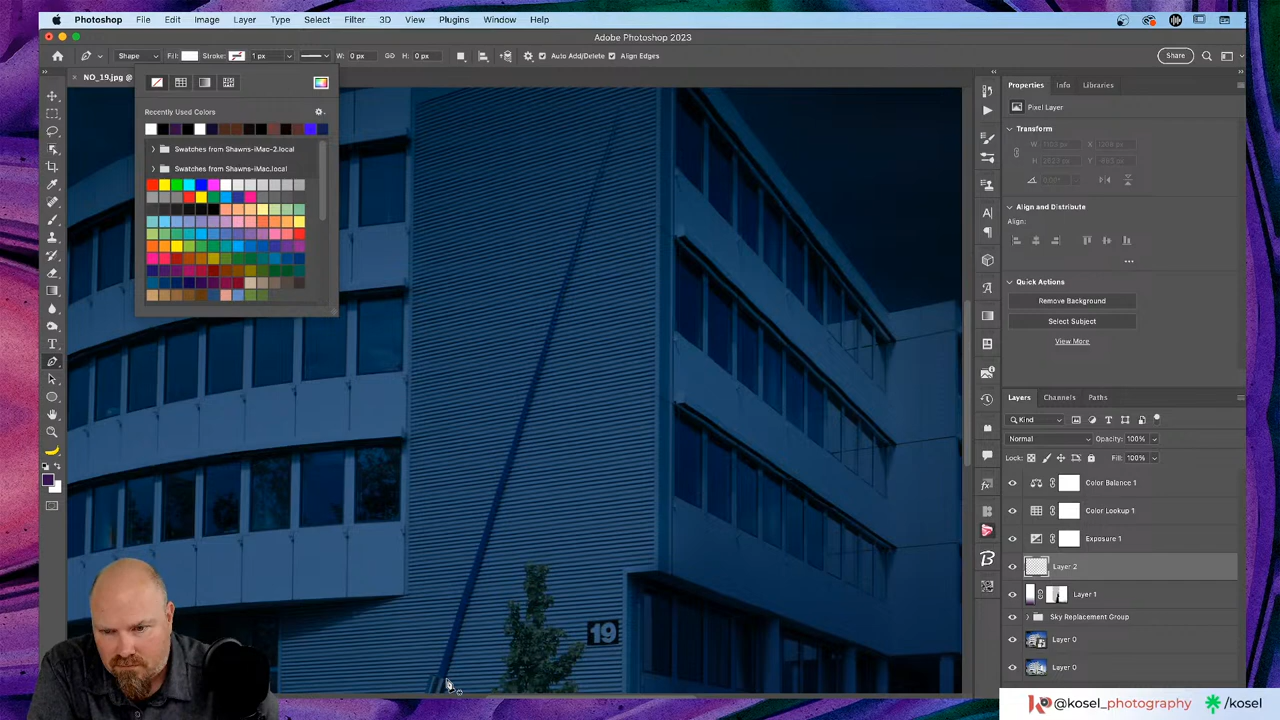 Photoshop File Edit Image Layer Type Select Filter 3D View Plugins Window Help
Adobe Photoshop 2023
Shape Fill: Stroke: 1 px W: 0 px H: 0 px Auto Add/Delete Align Edges Share
NO_19.jpg @
Properties Info Libraries
Pixel Layer
Recently Used Colors
Transform
Swatches from Shawns-iMac-2.local
Swatches from Shawns-iMac.local
Align and Distribute
Align:
Quick Actions
Remove Background
Select Subject
View More
Layers Channels Paths
Kind
Normal Opacity: 100%
Lock: Fill: 100%
Color Balance 1
Color Lookup 1
Exposure 1
Layer 2
Layer 1
Sky Replacement Group
Layer 0
Layer 0
19
@kosel_photography /kosel